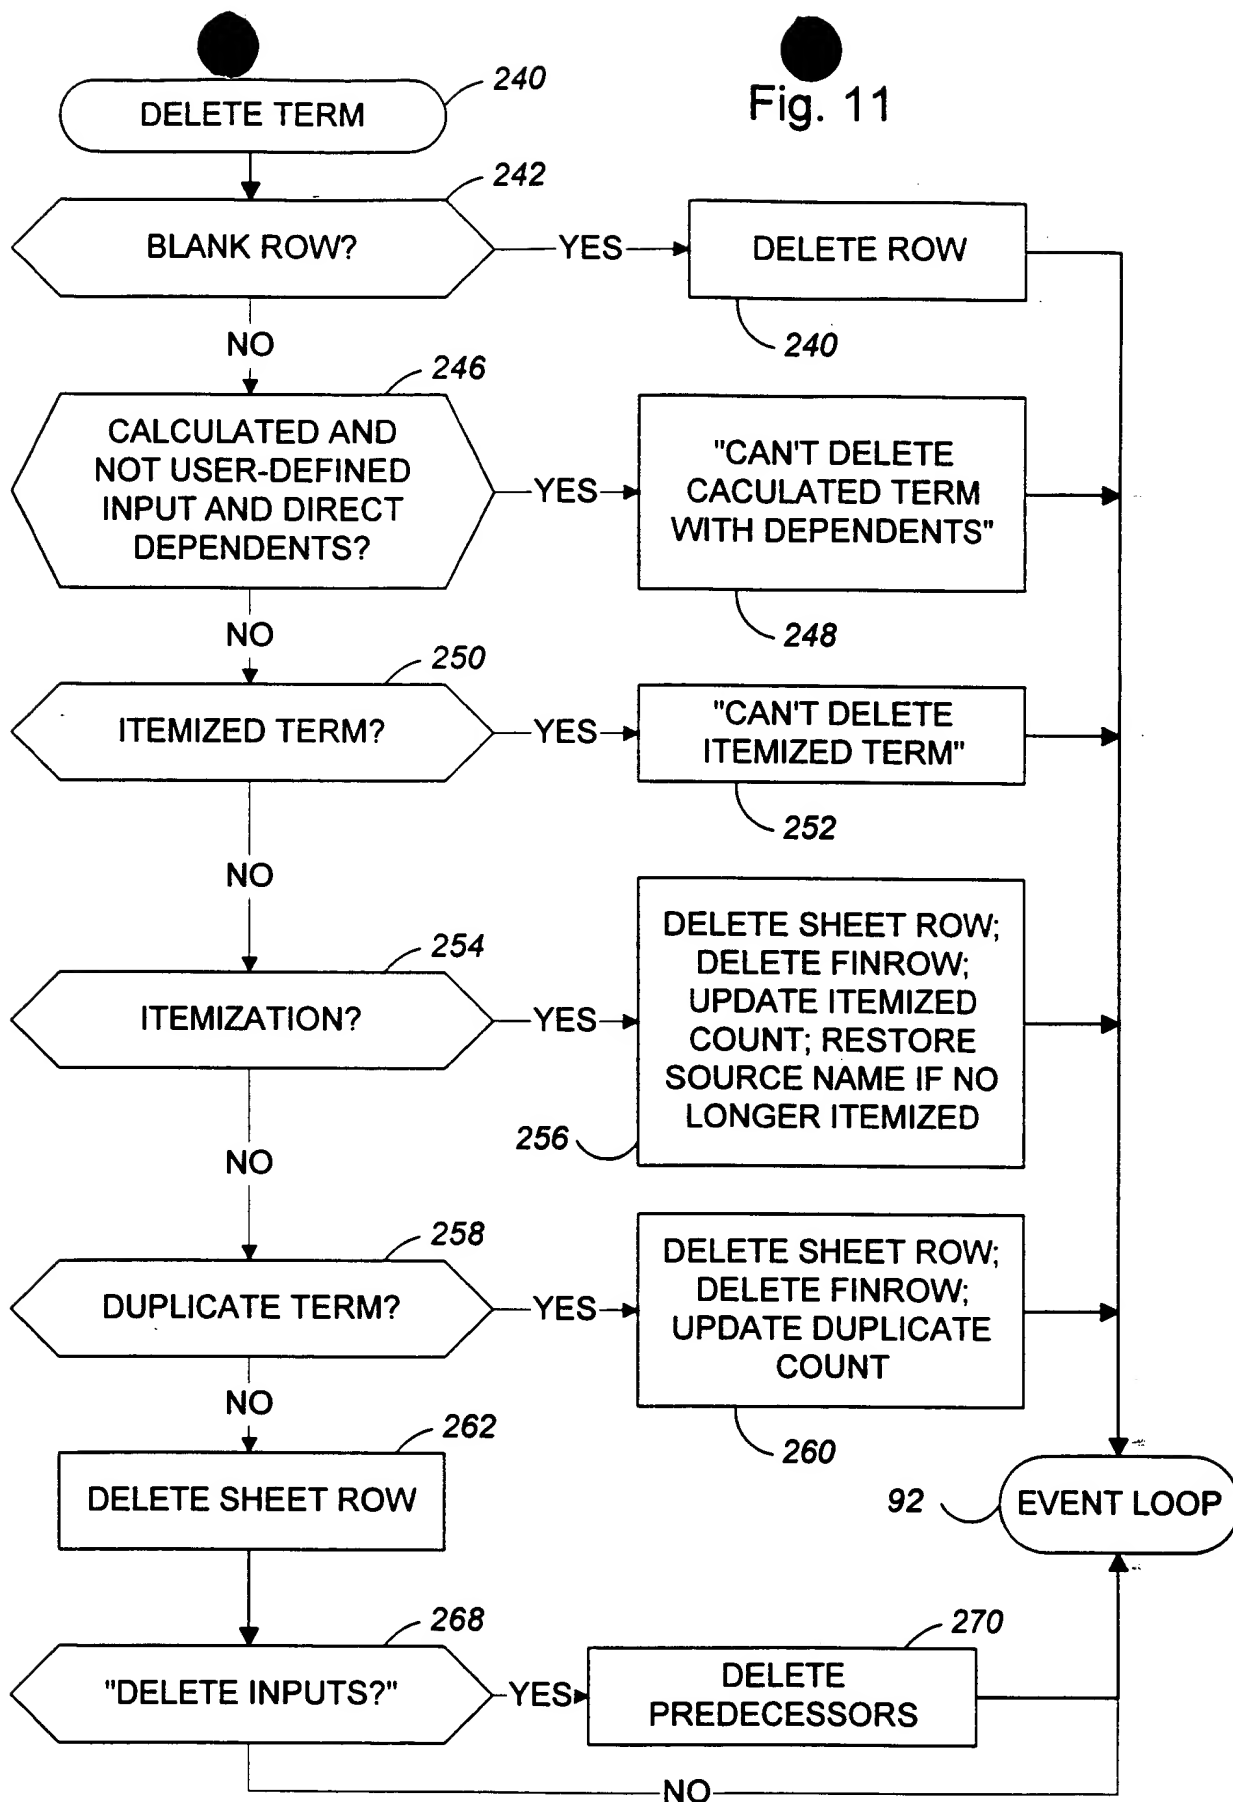 240
Fig. 11
DELETE TERM
242
BLANK ROW?
YES
DELETE ROW
240
NO
246
CALCULATED AND
NOT USER-DEFINED
INPUT AND DIRECT
DEPENDENTS?
YES
"CAN'T DELETE
CACULATED TERM
WITH DEPENDENTS"
248
NO
250
ITEMIZED TERM?
YES
"CAN'T DELETE
ITEMIZED TERM"
252
NO
254
ITEMIZATION?
YES
DELETE SHEET ROW;
DELETE FINROW;
UPDATE ITEMIZED
COUNT; RESTORE
SOURCE NAME IF NO
LONGER ITEMIZED
256
NO
258
DUPLICATE TERM?
YES
DELETE SHEET ROW;
DELETE FINROW;
UPDATE DUPLICATE
COUNT
260
NO
262
DELETE SHEET ROW
92
EVENT LOOP
268
"DELETE INPUTS?"
YES
270
DELETE
PREDECESSORS
NO